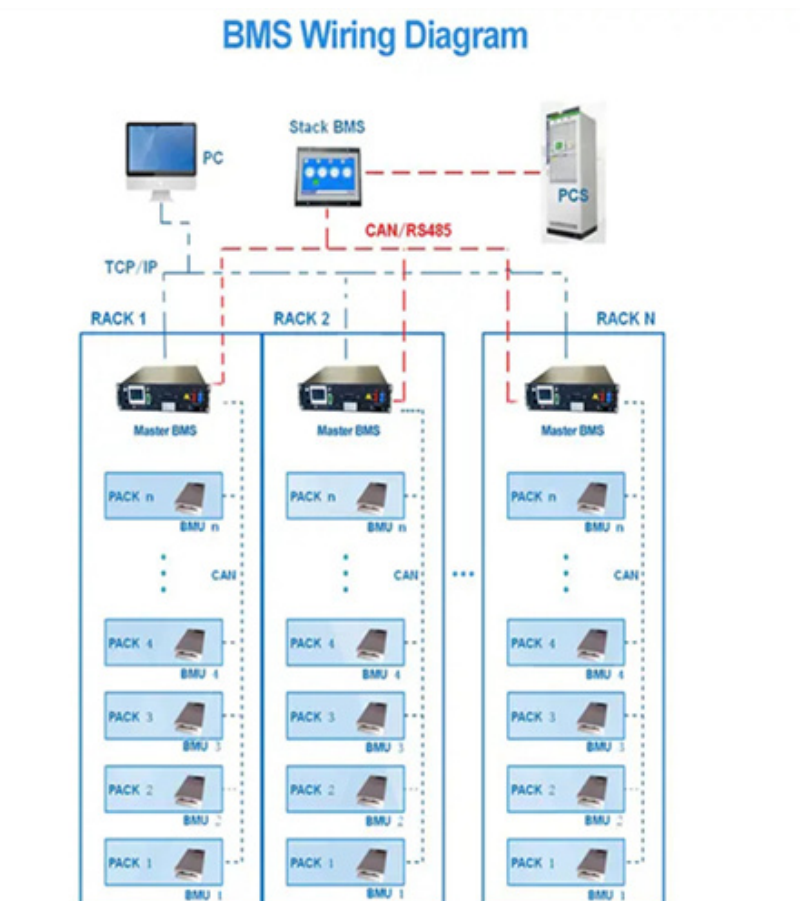 BMS Wiring Diagram
PC
Stack BMS
PCS
CAN/RS485
TCP/IP
RACK 1
RACK 2
RACK N
Master BMS
Master BMS
Master BMS
PACK n
BMU n
PACK n
BMU n
PACK n
BMU n
CAN
CAN
CAN
PACK 4
BMU 4
PACK 4
BMU 4
PACK 4
BMU 4
PACK 3
BMU 3
PACK 3
BMU 3
PACK 3
BMU 3
PACK 2
BMU 2
PACK 2
BMU 2
PACK 2
BMU 2
PACK 1
BMU 1
PACK 1
BMU 1
PACK 1
BMU 1